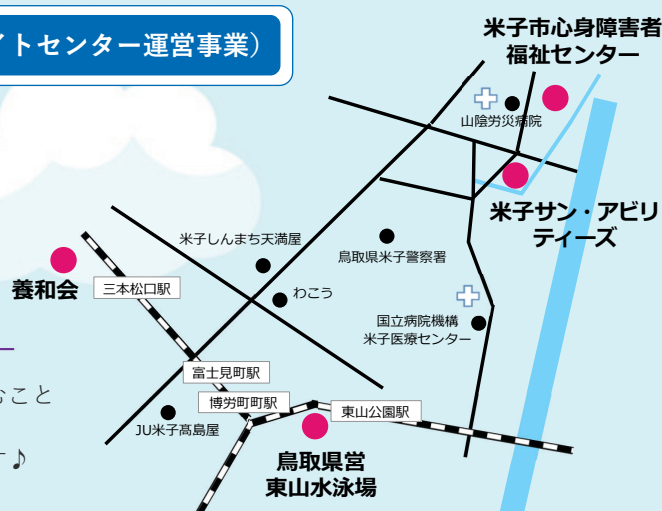 イトセンター運営事業）
米子市心身障害者
福祉センター
山陰労災病院
米子サン・アビリ
ティーズ
米子しんまち天満屋
鳥取県米子警察署
養和会
三本松口駅
わこう
国立病院機構
米子医療センター
富士見町駅
こと
博労町町駅
東山公園駅
JU米子髙島屋
す♪
鳥取県営
東山水泳場